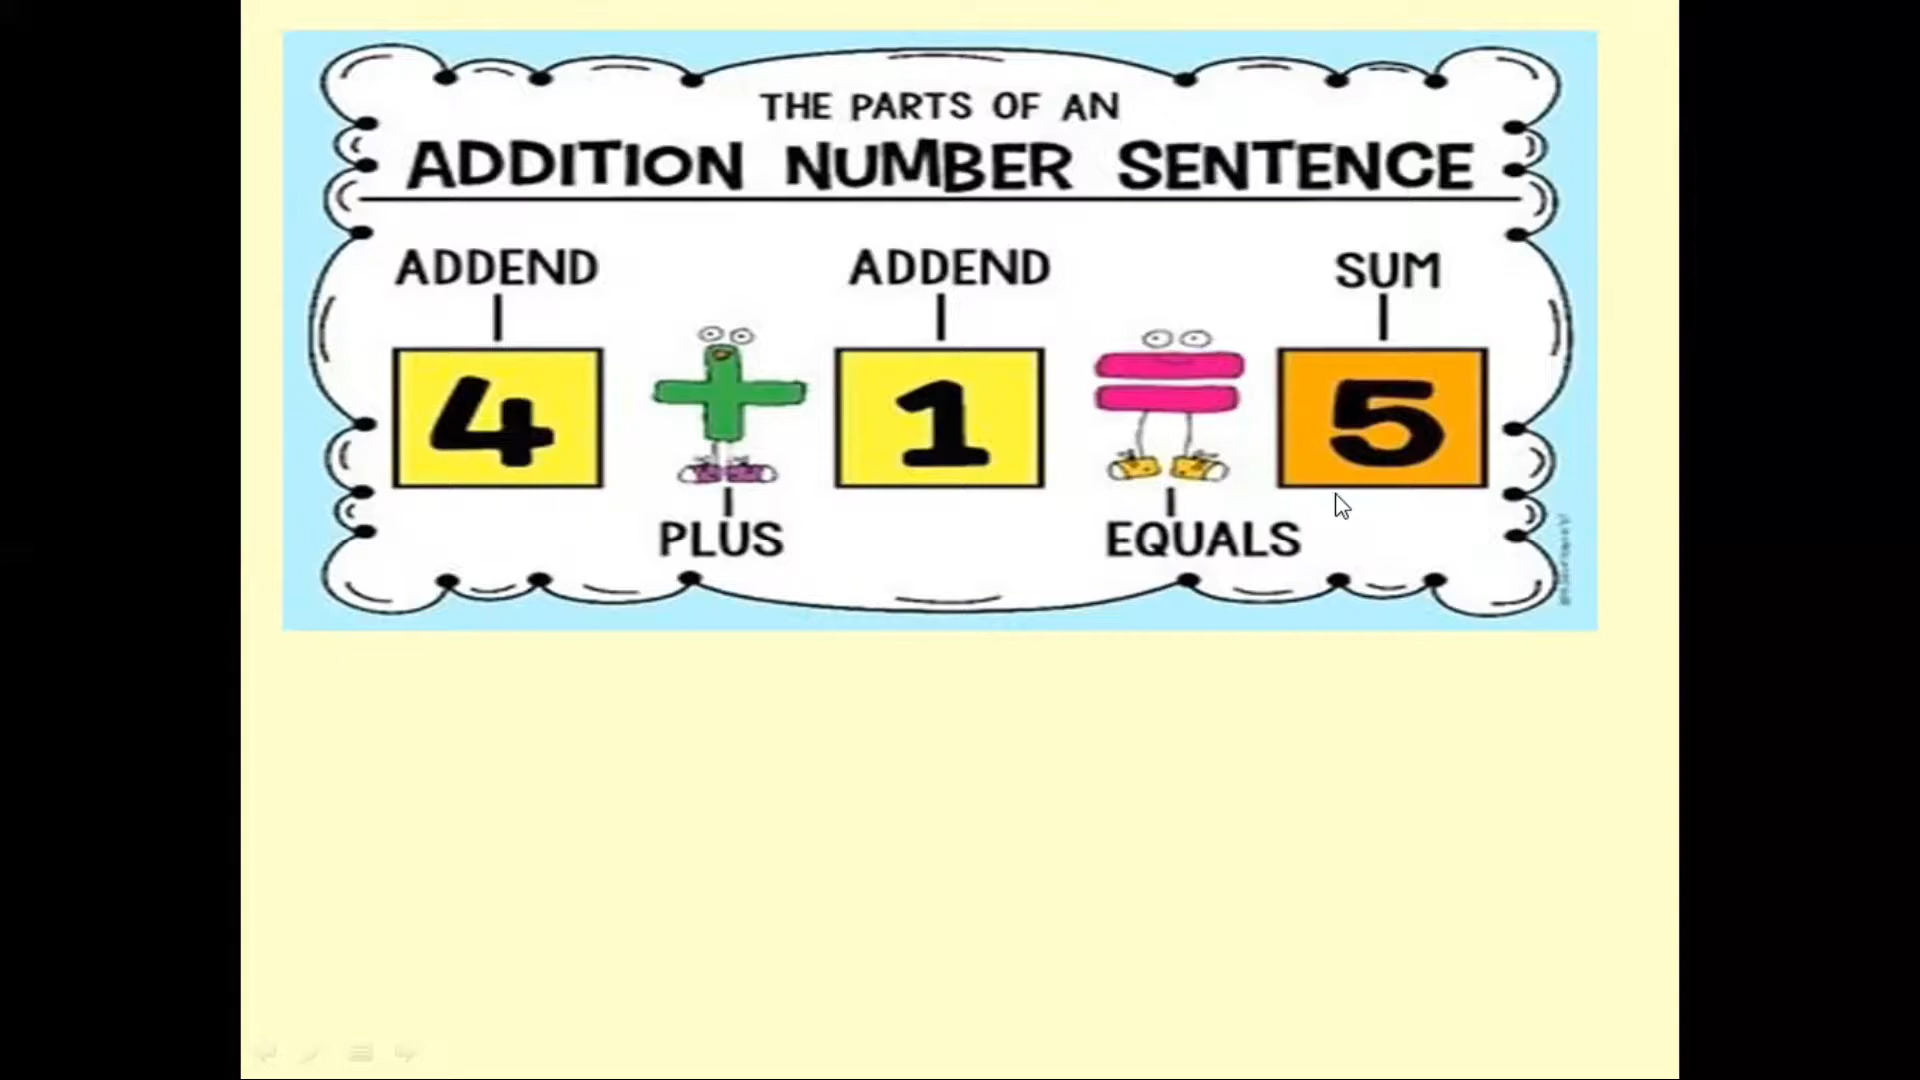 THE PARTS OF AN
ADDITION NUMBER SENTENCE
ADDEND ADDEND SUM
4 + 1 = 5
PLUS EQUALS